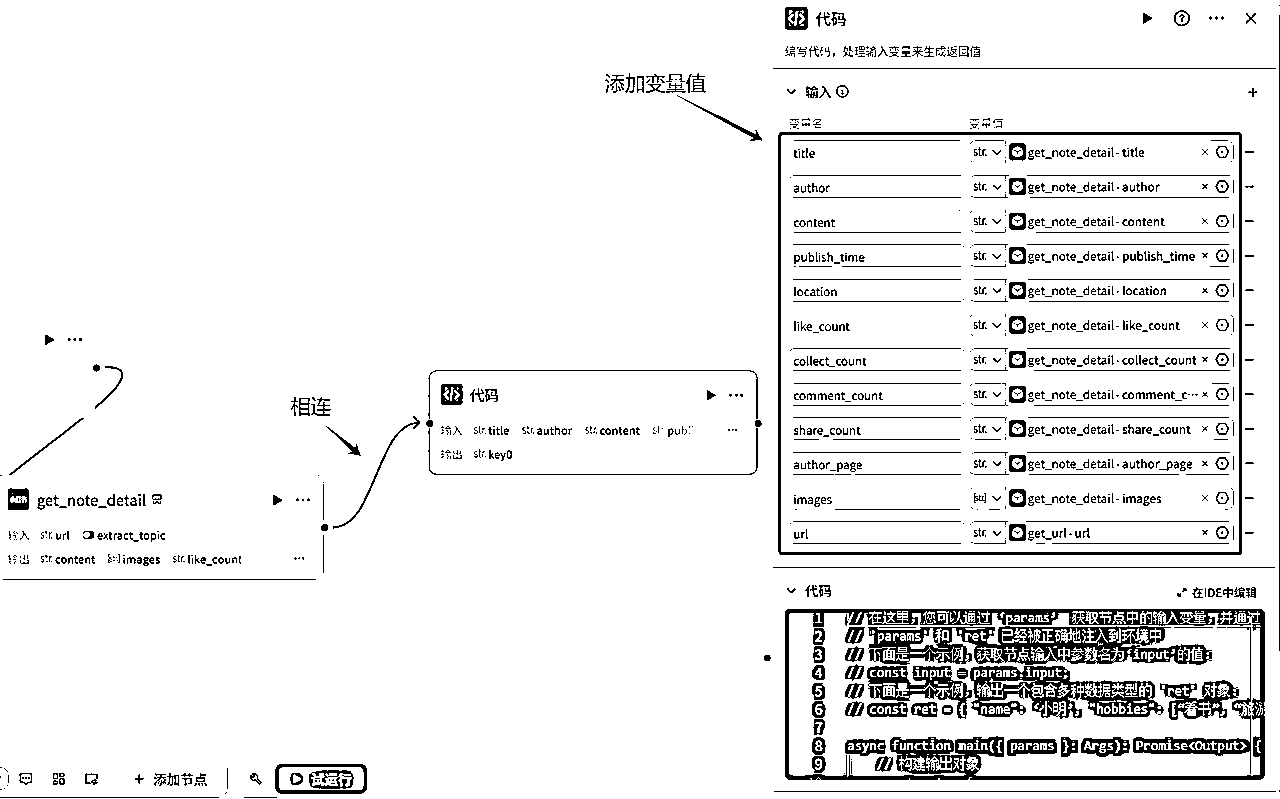 代码
编写代码，处理输入变量来生成返回值
添加变量值
输入
变量名 变量值
title str. get_note_detail - title
author str. get_note_detail - author
content str. get_note_detail - content
publish_time str. get_note_detail - publish_time
location str. get_note_detail - location
like_count str. get_note_detail - like_count
collect_count str. get_note_detail - collect_count
comment_count str. get_note_detail - comment_c···
share_count str. get_note_detail - share_count
author_page str. get_note_detail - author_page
images get_note_detail - images
url str. get_url - url
相连
代码
输入 str.title str.author str.content str.publ
输出 str.key0
get_note_detail
输入 str.url extract_topic
输出 str.content images str.like_count
代码 在IDE中编辑
1 // 在这里，您可以通过 'params' 获取节点中的输入变量，并通过
2 // 'params' 和 'ret' 已经被正确地注入到环境中
3 // 下面是一个示例，获取节点输入中参数名为'input'的值：
4 // const input = params.input;
5 // 下面是一个示例，输出一个包含多种数据类型的 'ret' 对象：
6 // const ret = { "name": '小明', "hobbies": ["看书", "旅游
7
8 async function main({ params }: Args): Promise<Output> {
9 // 构建输出对象
添加节点
试运行